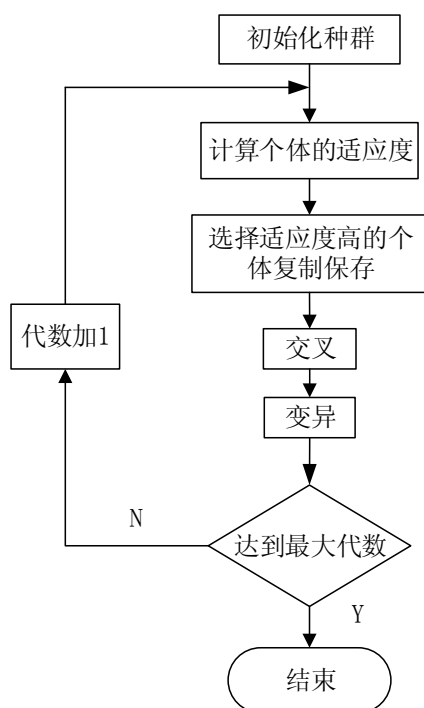 初始化种群
计算个体的适应度
选择适应度高的个
体复制保存
代数加1
交叉
变异
N
达到最大代数
Y
结束